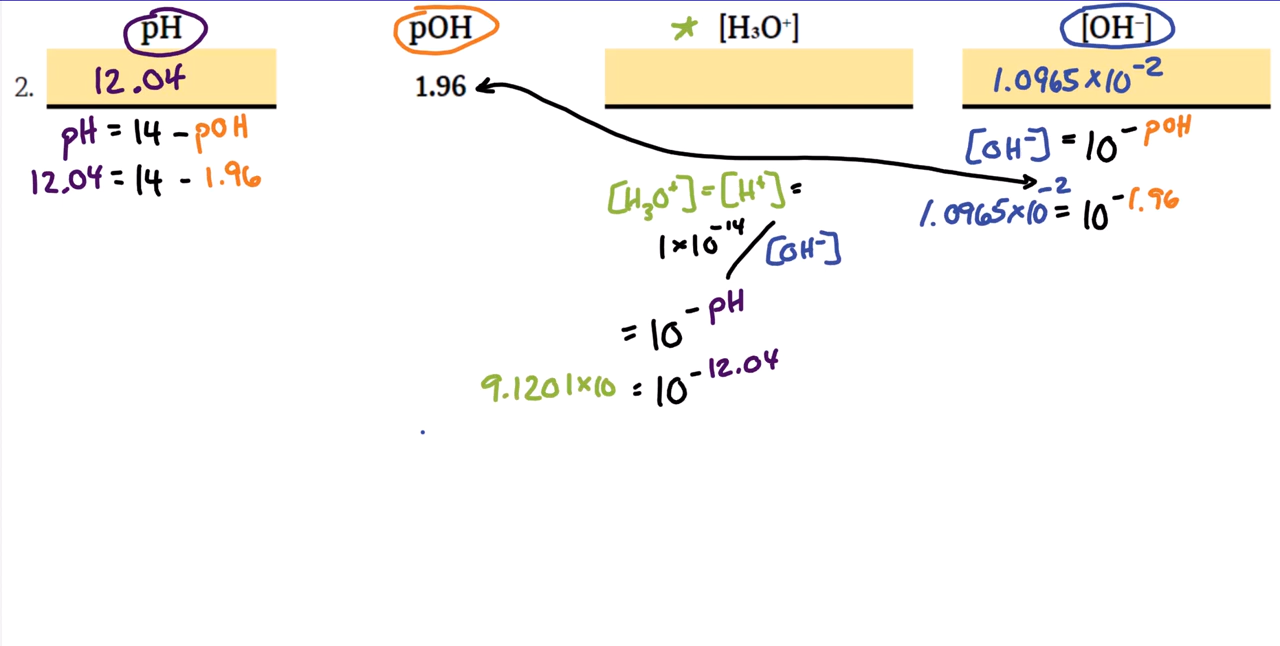 pH pOH * [H₃O⁺] [OH⁻]
2. 12.04 1.96 1.0965×10⁻²
pH = 14 - pOH
12.04 = 14 - 1.96
[H₃O⁺] = [H⁺] =
1×10⁻¹⁴ / [OH⁻]
= 10⁻ᵖᴴ
9.1201×10 = 10⁻¹²·⁰⁴
[OH⁻] = 10⁻ᵖᴼᴴ
1.0965×10⁻² = 10⁻¹·⁹⁶